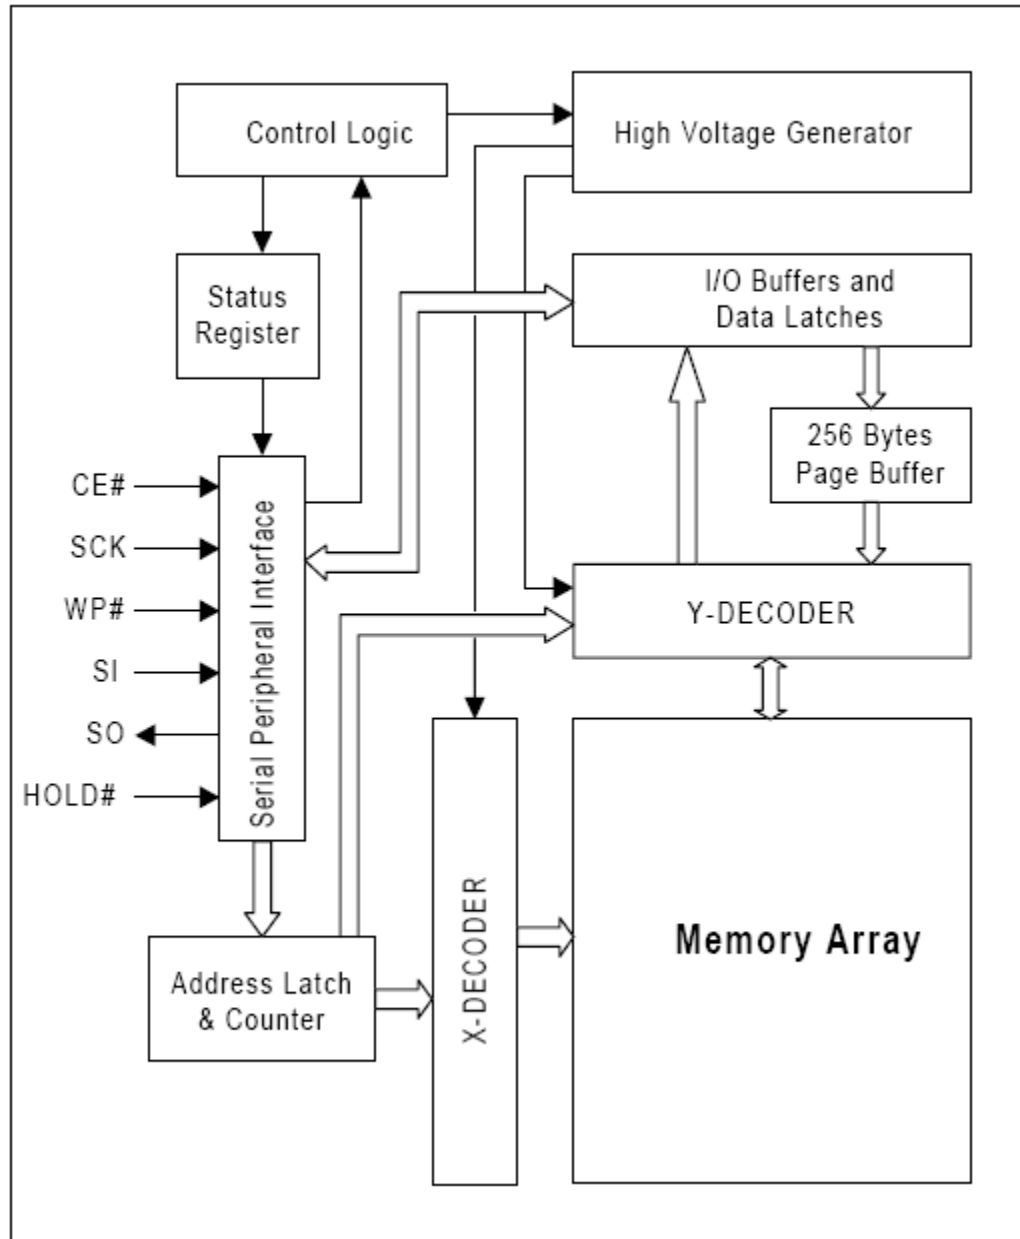 Control Logic
High Voltage Generator
Status
Register
I/O Buffers and
Data Latches
256 Bytes
Page Buffer
CE#
SCK
WP#
SI
SO
HOLD#
Serial Peripheral Interface
Y-DECODER
Address Latch
& Counter
X-DECODER
Memory Array